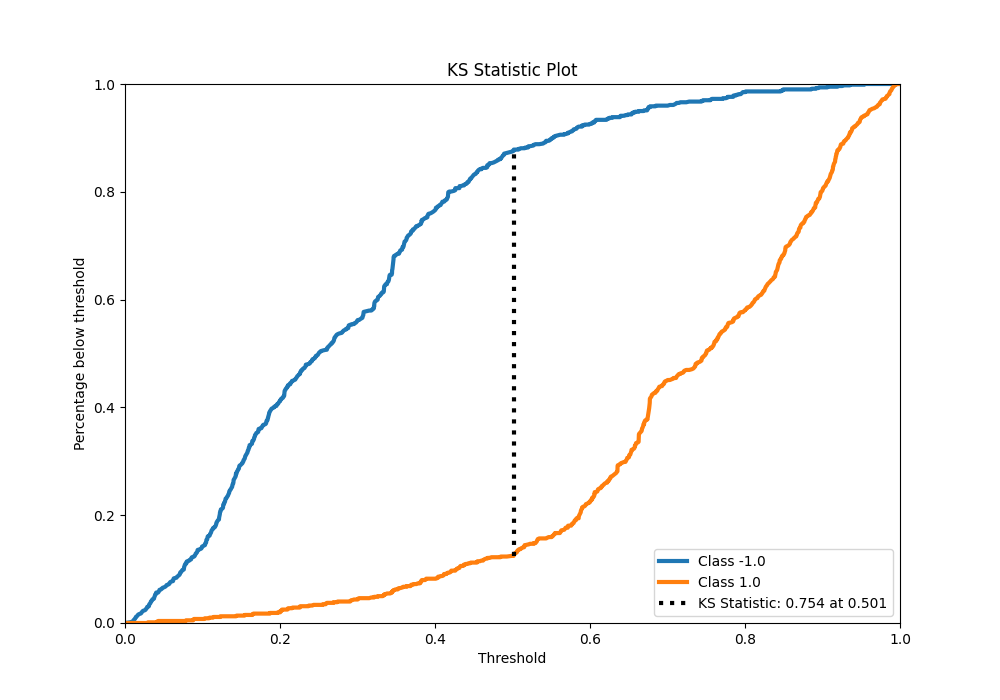 KS Statistic Plot
1.0
0.8
0.6
0.4
0.2
0.0
Percentage below threshold
0.0 0.2 0.4 0.6 0.8 1.0
Threshold
Class -1.0
Class 1.0
KS Statistic: 0.754 at 0.501